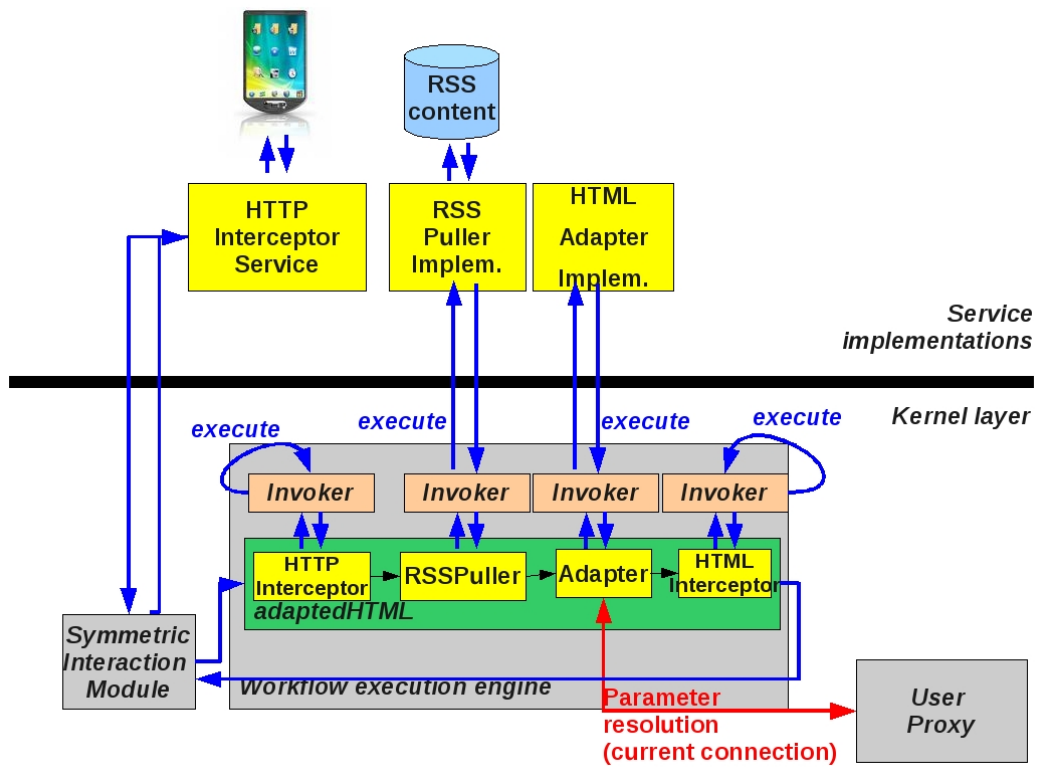 RSS
content
HTTP
Interceptor
Service
RSS
Puller
Implem.
HTML
Adapter
Implem.
Service
implementations
Kernel layer
execute
execute
execute
execute
Invoker
Invoker
Invoker
Invoker
HTTP
Interceptor
RSSPuller
Adapter
HTML
Interceptor
adaptedHTML
Symmetric
Interaction
Module
Workflow execution engine
Parameter
resolution
(current connection)
User
Proxy